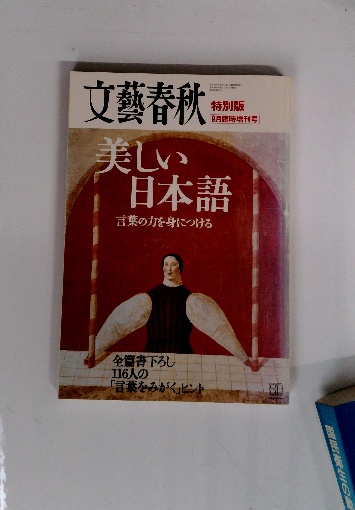 文藝春秋
特別版
9月臨時増刊号
美しい
日本語
言葉の力を身につける
全篇書下ろし
116人の
「言葉をみがく」ヒント
80